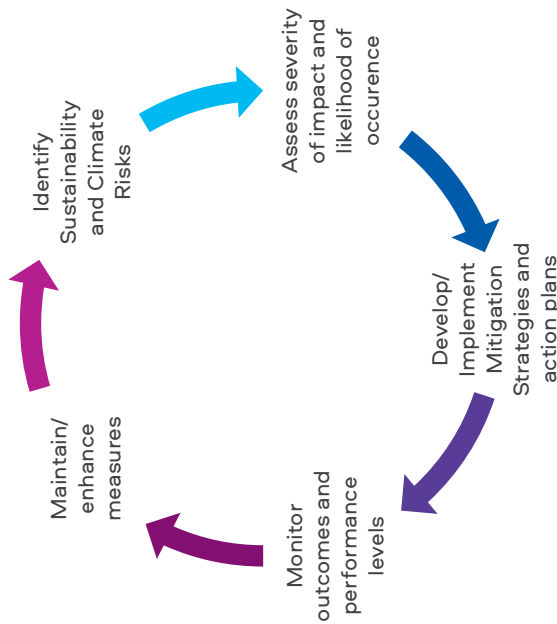 Identify
Sustainability
and Climate
Risks
Assess severity
of impact and
likelihood of
occurence
Develop/
Implement
Mitigation
Strategies and
action plans
Monitor
outcomes and
performance
levels
Maintain/
enhance
measures